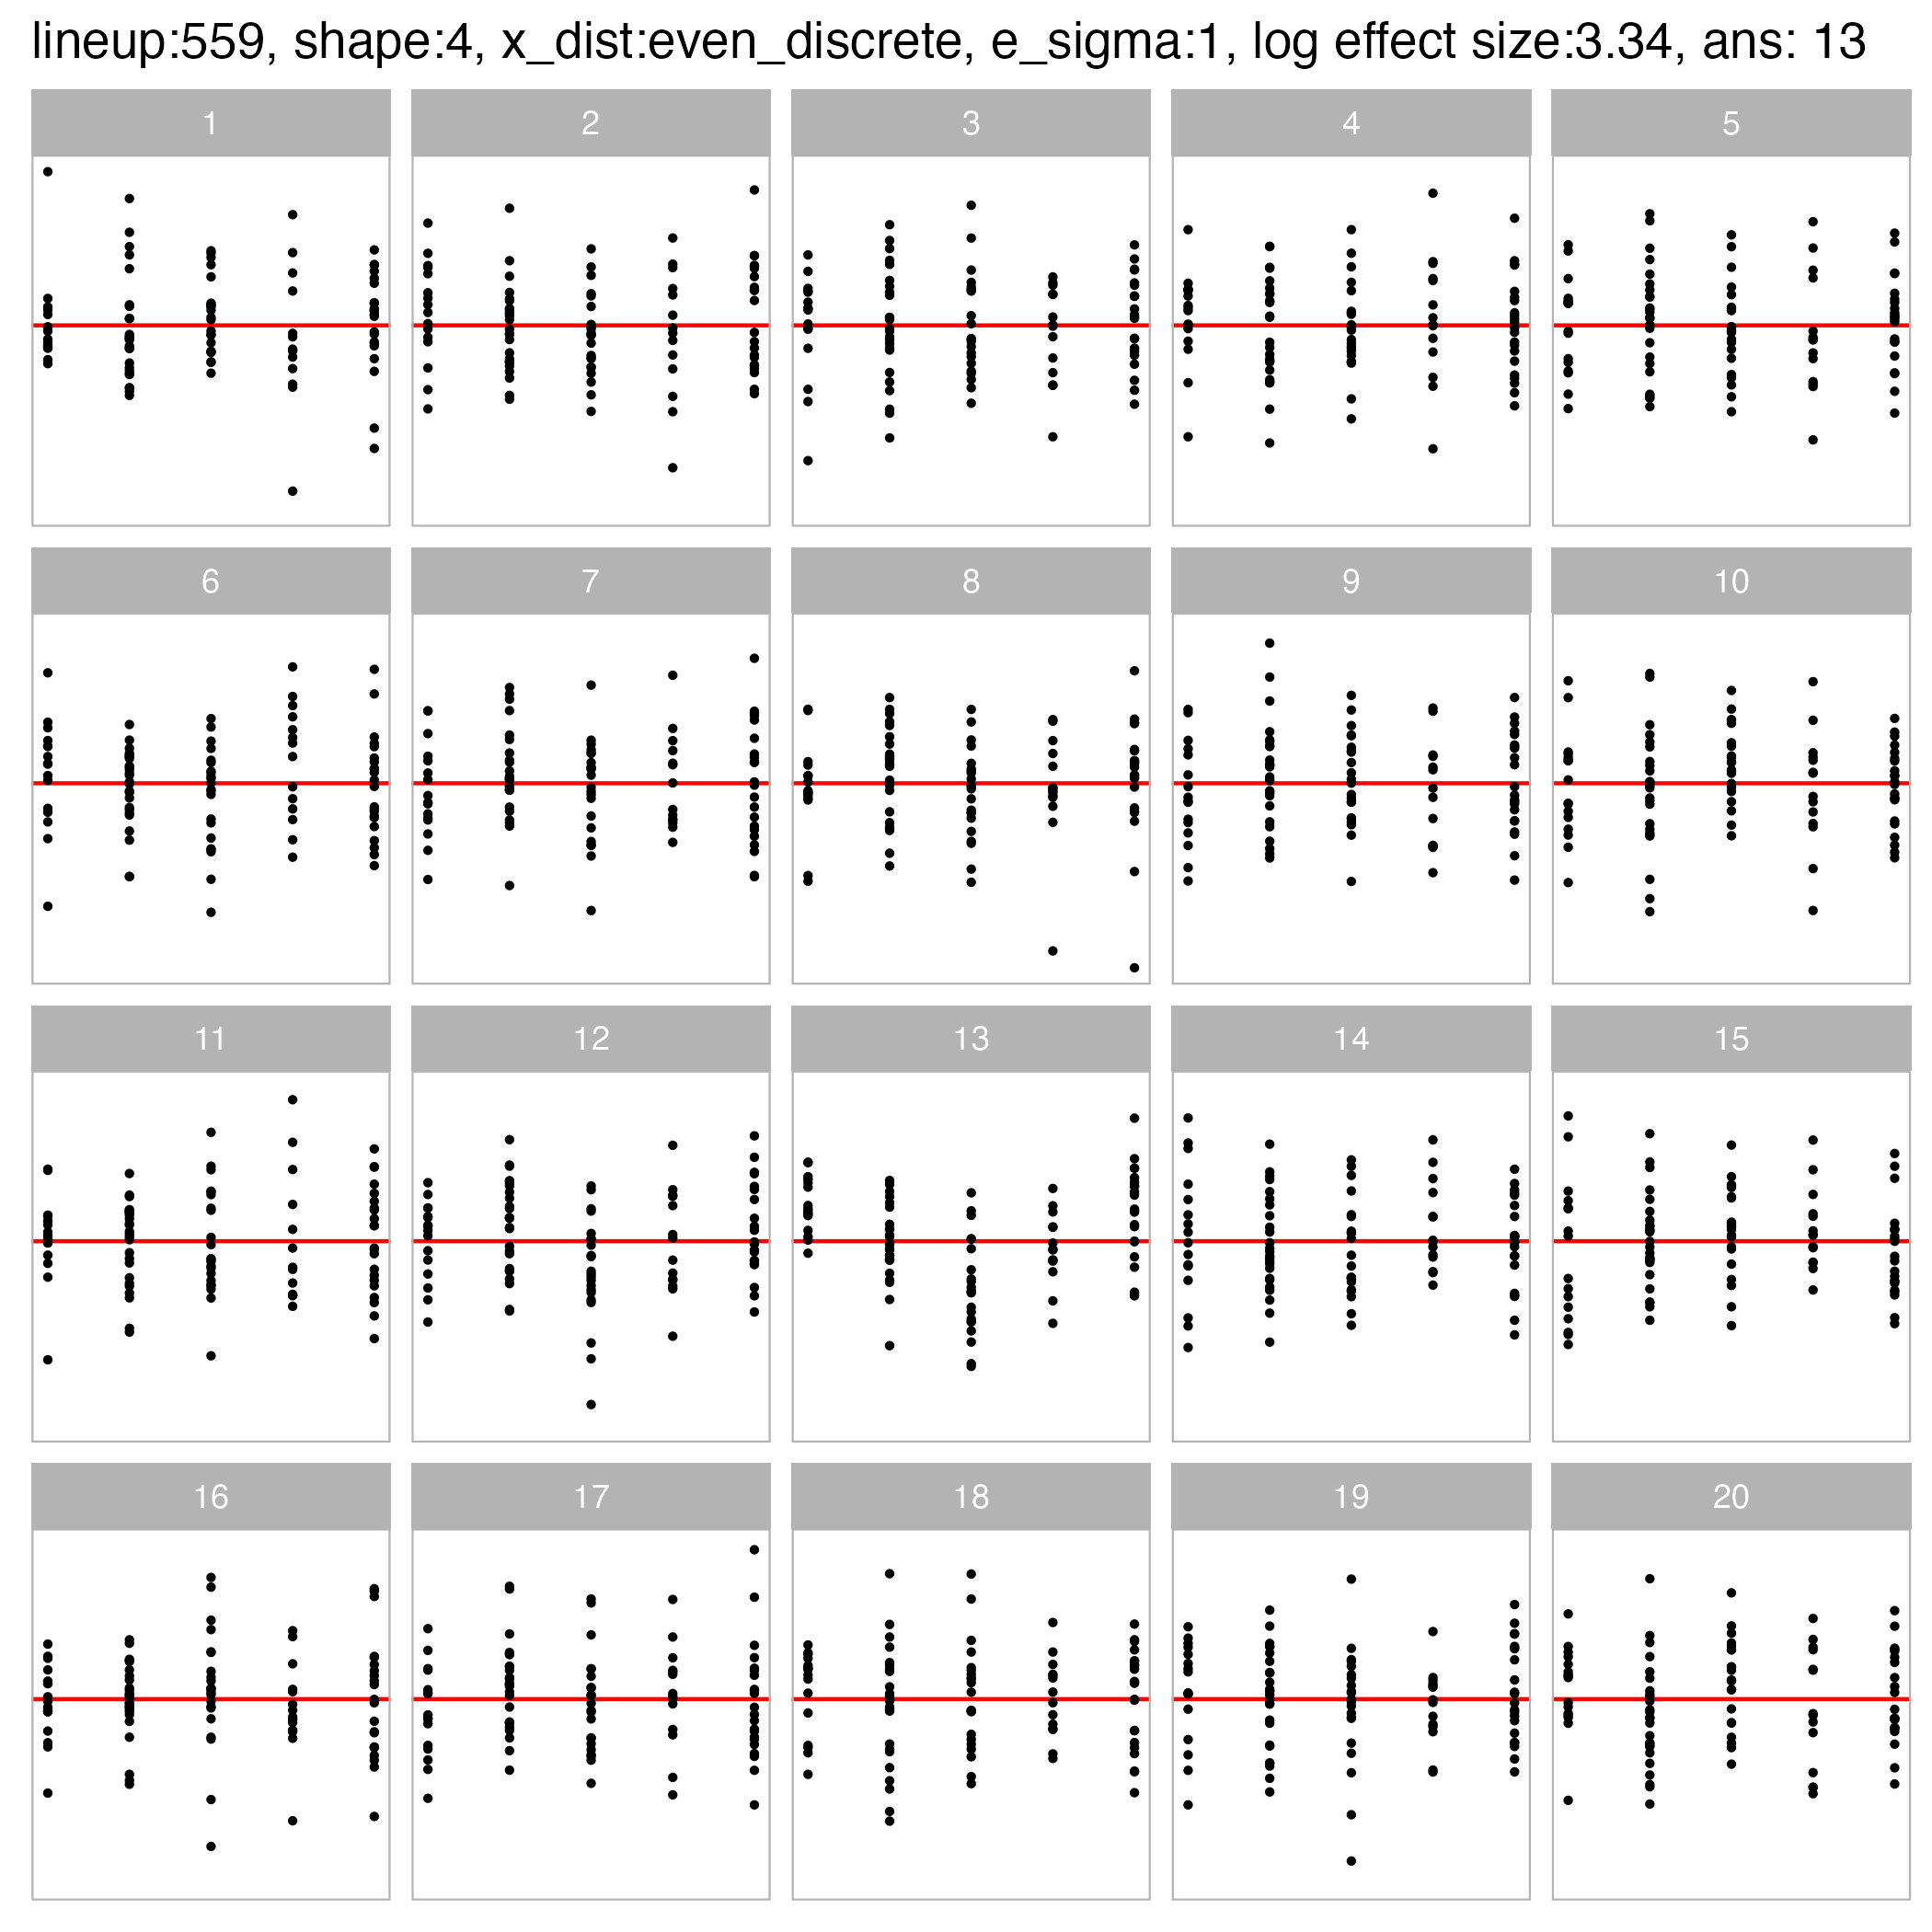 lineup:559, shape:4, x_dist:even_discrete, e_sigma:1, log effect size:3.34, ans: 13
1 2 3 4 5
6 7 8 9 10
11 12 13 14 15
16 17 18 19 20